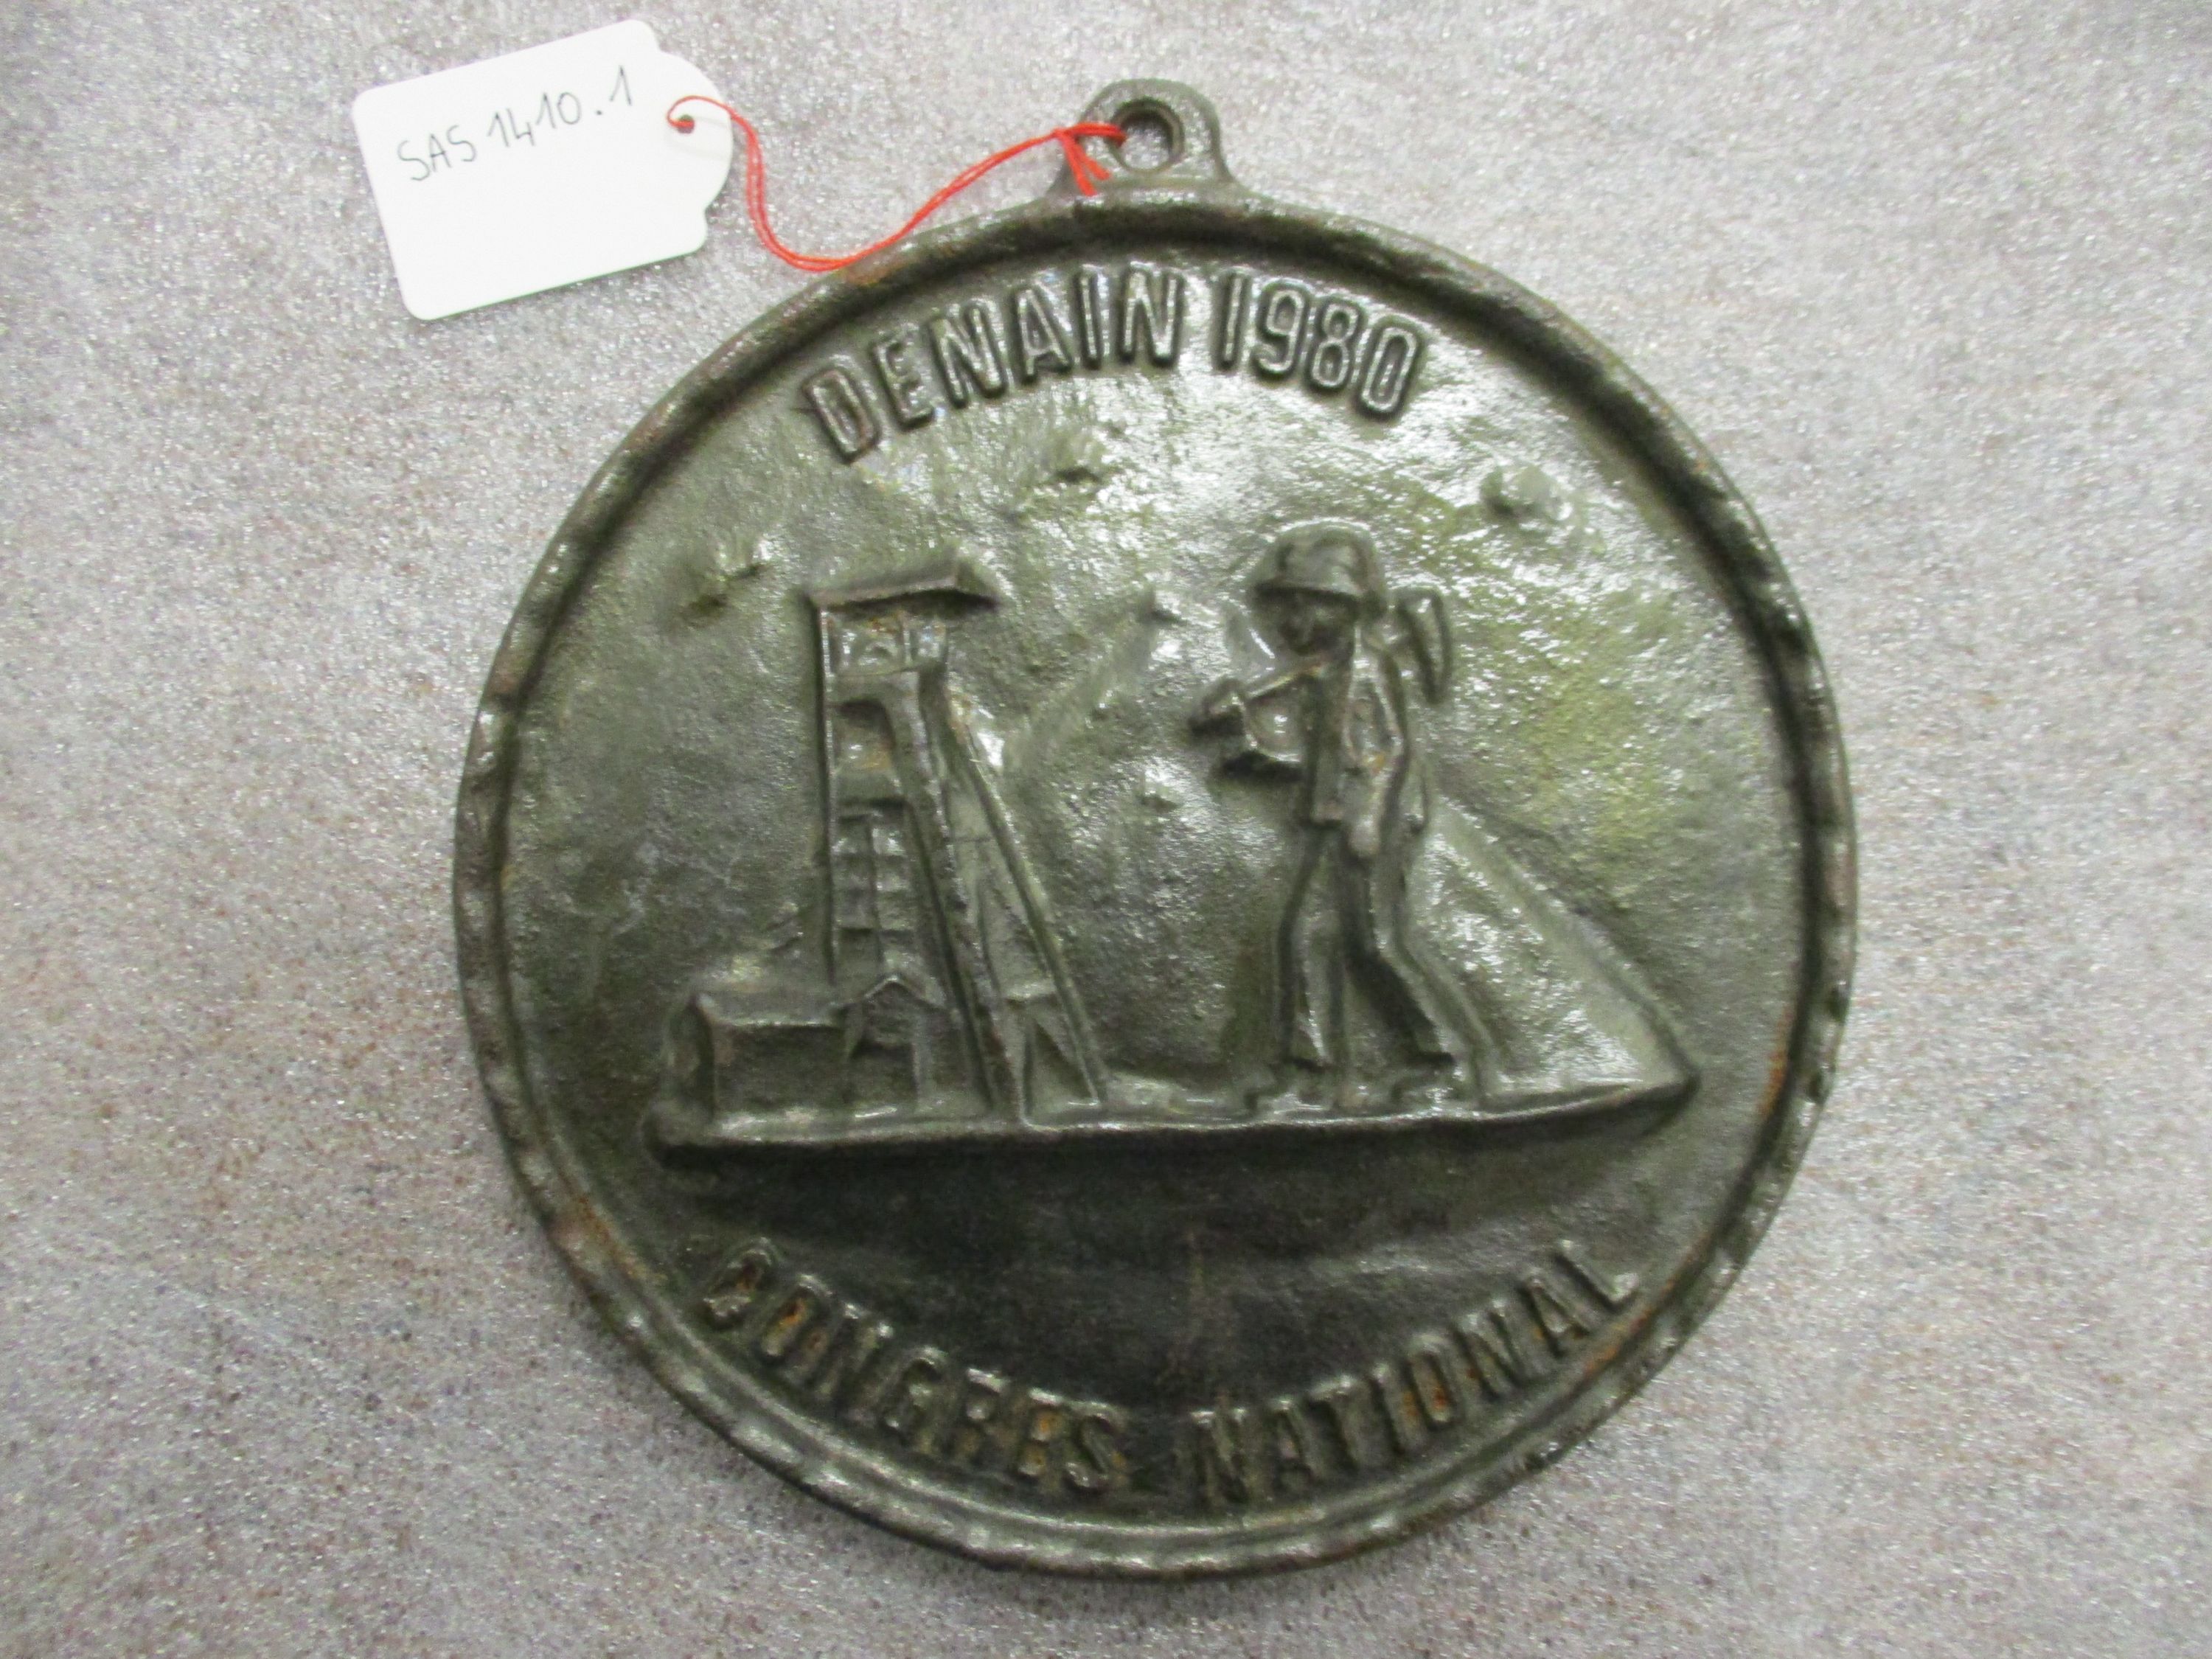 SAS 1410.1
DENAIN 1980
CONGRES NATIONAL